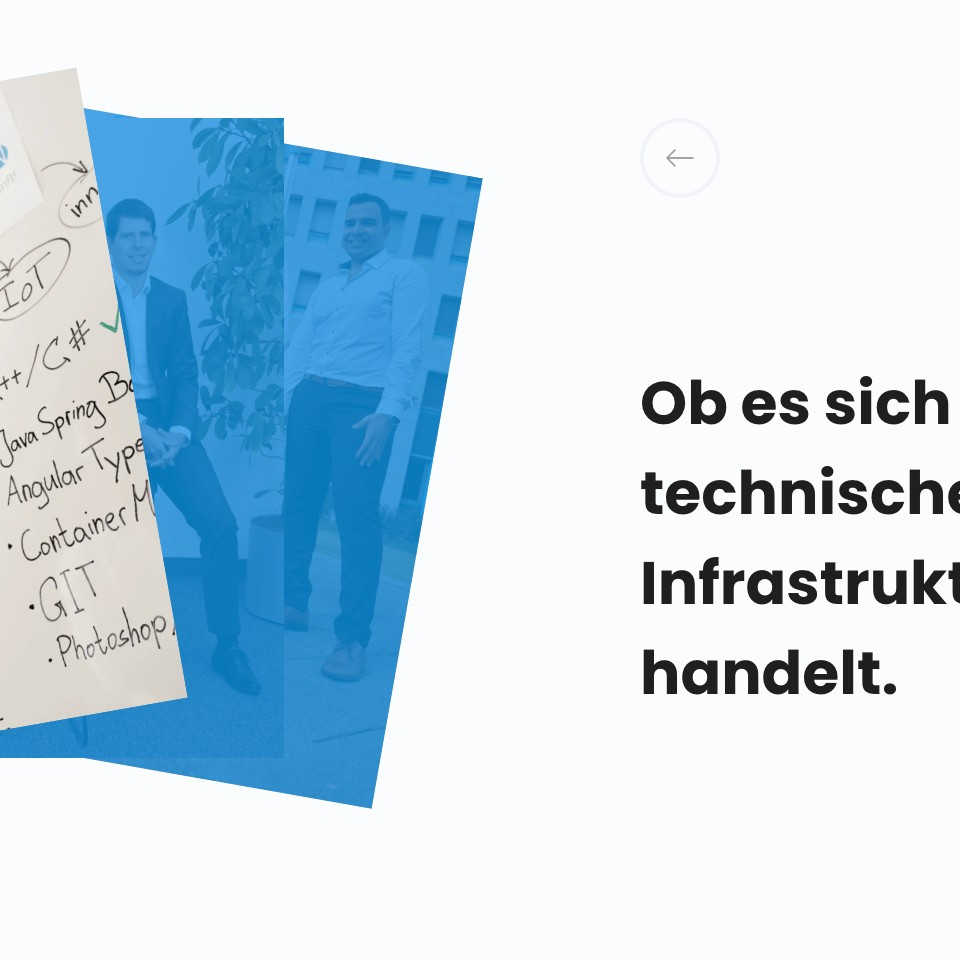 inn
IoT
++/C# ✓
Java Spring Bo
Angular Type
· Container M
· GIT
· Photoshop,
Ob es sich
technische
Infrastrukt
handelt.